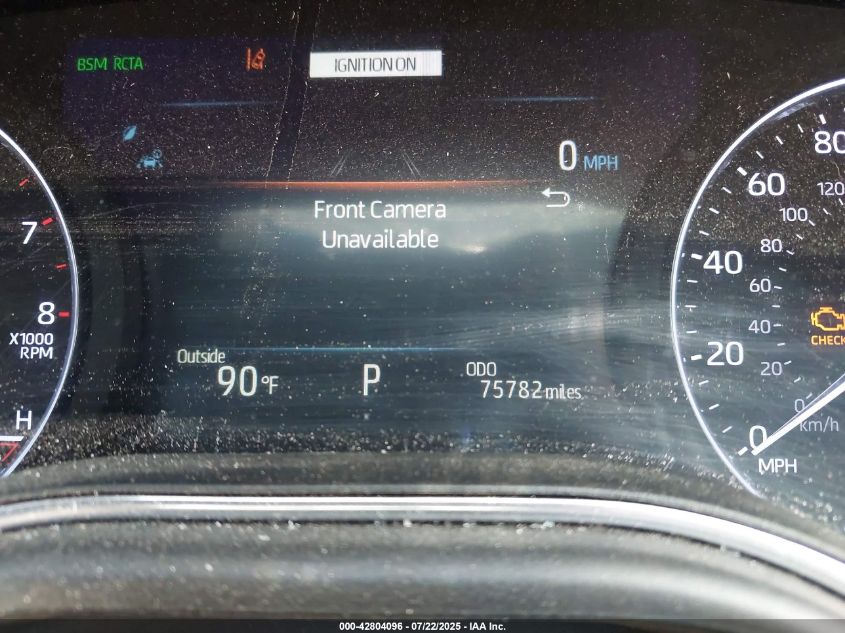 BSM RCTA
IGNITION ON
0 MPH
Front Camera
Unavailable
Outside
90 °F
P
ODO
75782 miles
7
8
X1000
RPM
H
80
60
40
20
0
MPH
120
100
80
60
40
20
0
km/h
CHECK
000-42804096 - 07/22/2025 - IAA Inc.